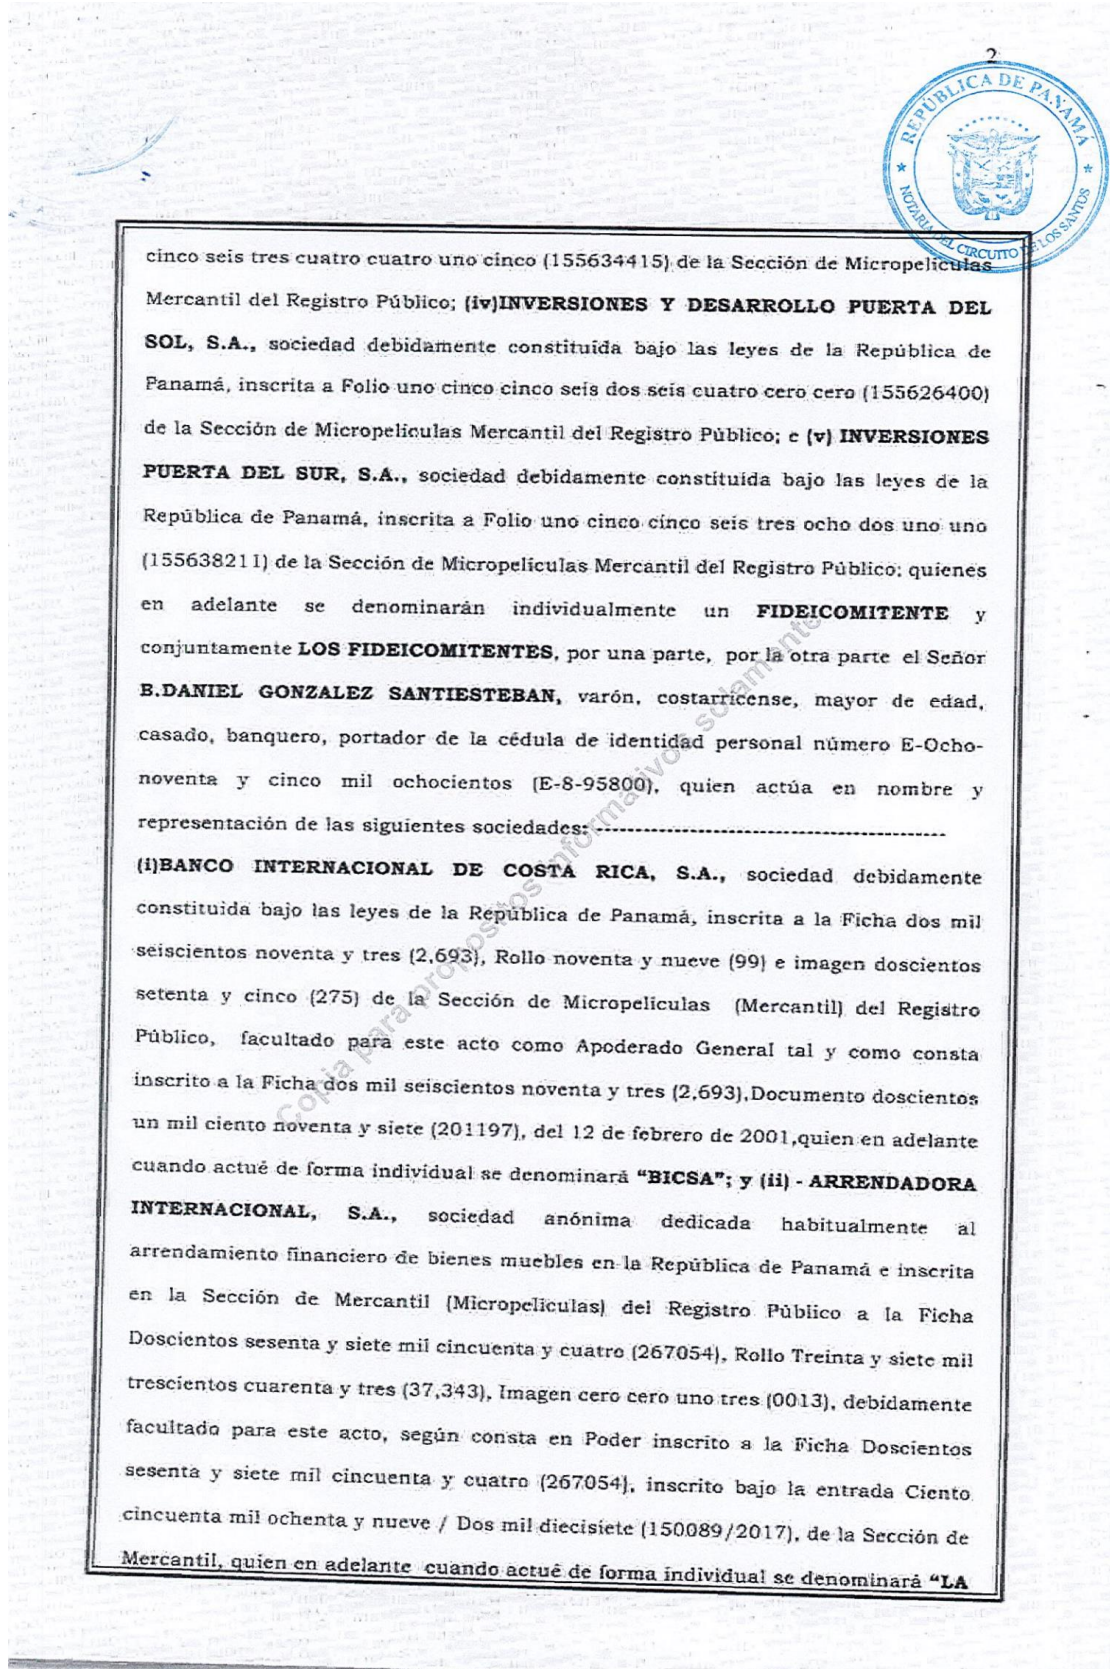 2
REPÚBLICA DE PANAMÁ
NOTARIA DEL CIRCUITO DE LOS SANTOS
cinco seis tres cuatro cuatro uno cinco (155634415) de la Sección de Micropelículas
Mercantil del Registro Público; (iv)INVERSIONES Y DESARROLLO PUERTA DEL
SOL, S.A., sociedad debidamente constituída bajo las leyes de la República de
Panamá, inscrita a Folio uno cinco cinco seis dos seis cuatro cero cero (155626400)
de la Sección de Micropelículas Mercantil del Registro Público; e (v) INVERSIONES
PUERTA DEL SUR, S.A., sociedad debidamente constituída bajo las leyes de la
República de Panamá, inscrita a Folio uno cinco cinco seis tres ocho dos uno uno
(155638211) de la Sección de Micropelículas Mercantil del Registro Público; quienes
en adelante se denominarán individualmente un FIDEICOMITENTE y
conjuntamente LOS FIDEICOMITENTES, por una parte, por la otra parte el Señor
B.DANIEL GONZALEZ SANTIESTEBAN, varón, costarricense, mayor de edad,
casado, banquero, portador de la cédula de identidad personal número E-Ocho-
noventa y cinco mil ochocientos (E-8-95800), quien actúa en nombre y
representación de las siguientes sociedades: --------------------------------------------
(i)BANCO INTERNACIONAL DE COSTA RICA, S.A., sociedad debidamente
constituida bajo las leyes de la República de Panamá, inscrita a la Ficha dos mil
seiscientos noventa y tres (2,693), Rollo noventa y nueve (99) e imagen doscientos
setenta y cinco (275) de la Sección de Micropelículas (Mercantil) del Registro
Público, facultado para este acto como Apoderado General tal y como consta
inscrito a la Ficha dos mil seiscientos noventa y tres (2,693),Documento doscientos
un mil ciento noventa y siete (201197), del 12 de febrero de 2001,quien en adelante
cuando actué de forma individual se denominará “BICSA”; y (ii) - ARRENDADORA
INTERNACIONAL, S.A., sociedad anónima dedicada habitualmente al
arrendamiento financiero de bienes muebles en la República de Panamá e inscrita
en la Sección de Mercantil (Micropelículas) del Registro Público a la Ficha
Doscientos sesenta y siete mil cincuenta y cuatro (267054), Rollo Treinta y siete mil
trescientos cuarenta y tres (37,343), Imagen cero cero uno tres (0013), debidamente
facultado para este acto, según consta en Poder inscrito a la Ficha Doscientos
sesenta y siete mil cincuenta y cuatro (267054), inscrito bajo la entrada Ciento
cincuenta mil ochenta y nueve / Dos mil diecisiete (150089/2017), de la Sección de
Mercantil, quien en adelante cuando actué de forma individual se denominará “LA
Copia para propositos informativos solamente